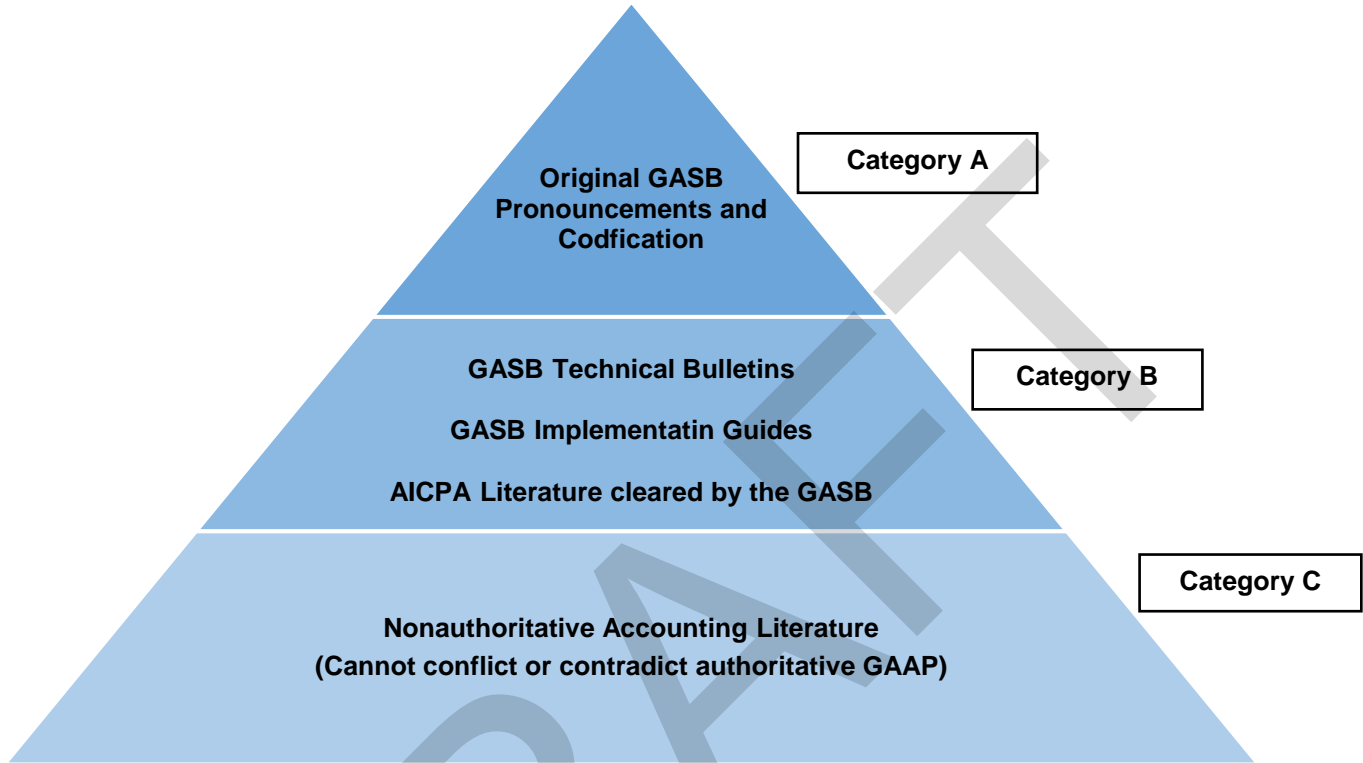 Original GASB
Pronouncements and
Codfication
Category A
GASB Technical Bulletins
Category B
GASB Implementatin Guides
AICPA Literature cleared by the GASB
Category C
Nonauthoritative Accounting Literature
(Cannot conflict or contradict authoritative GAAP)
DRAFT